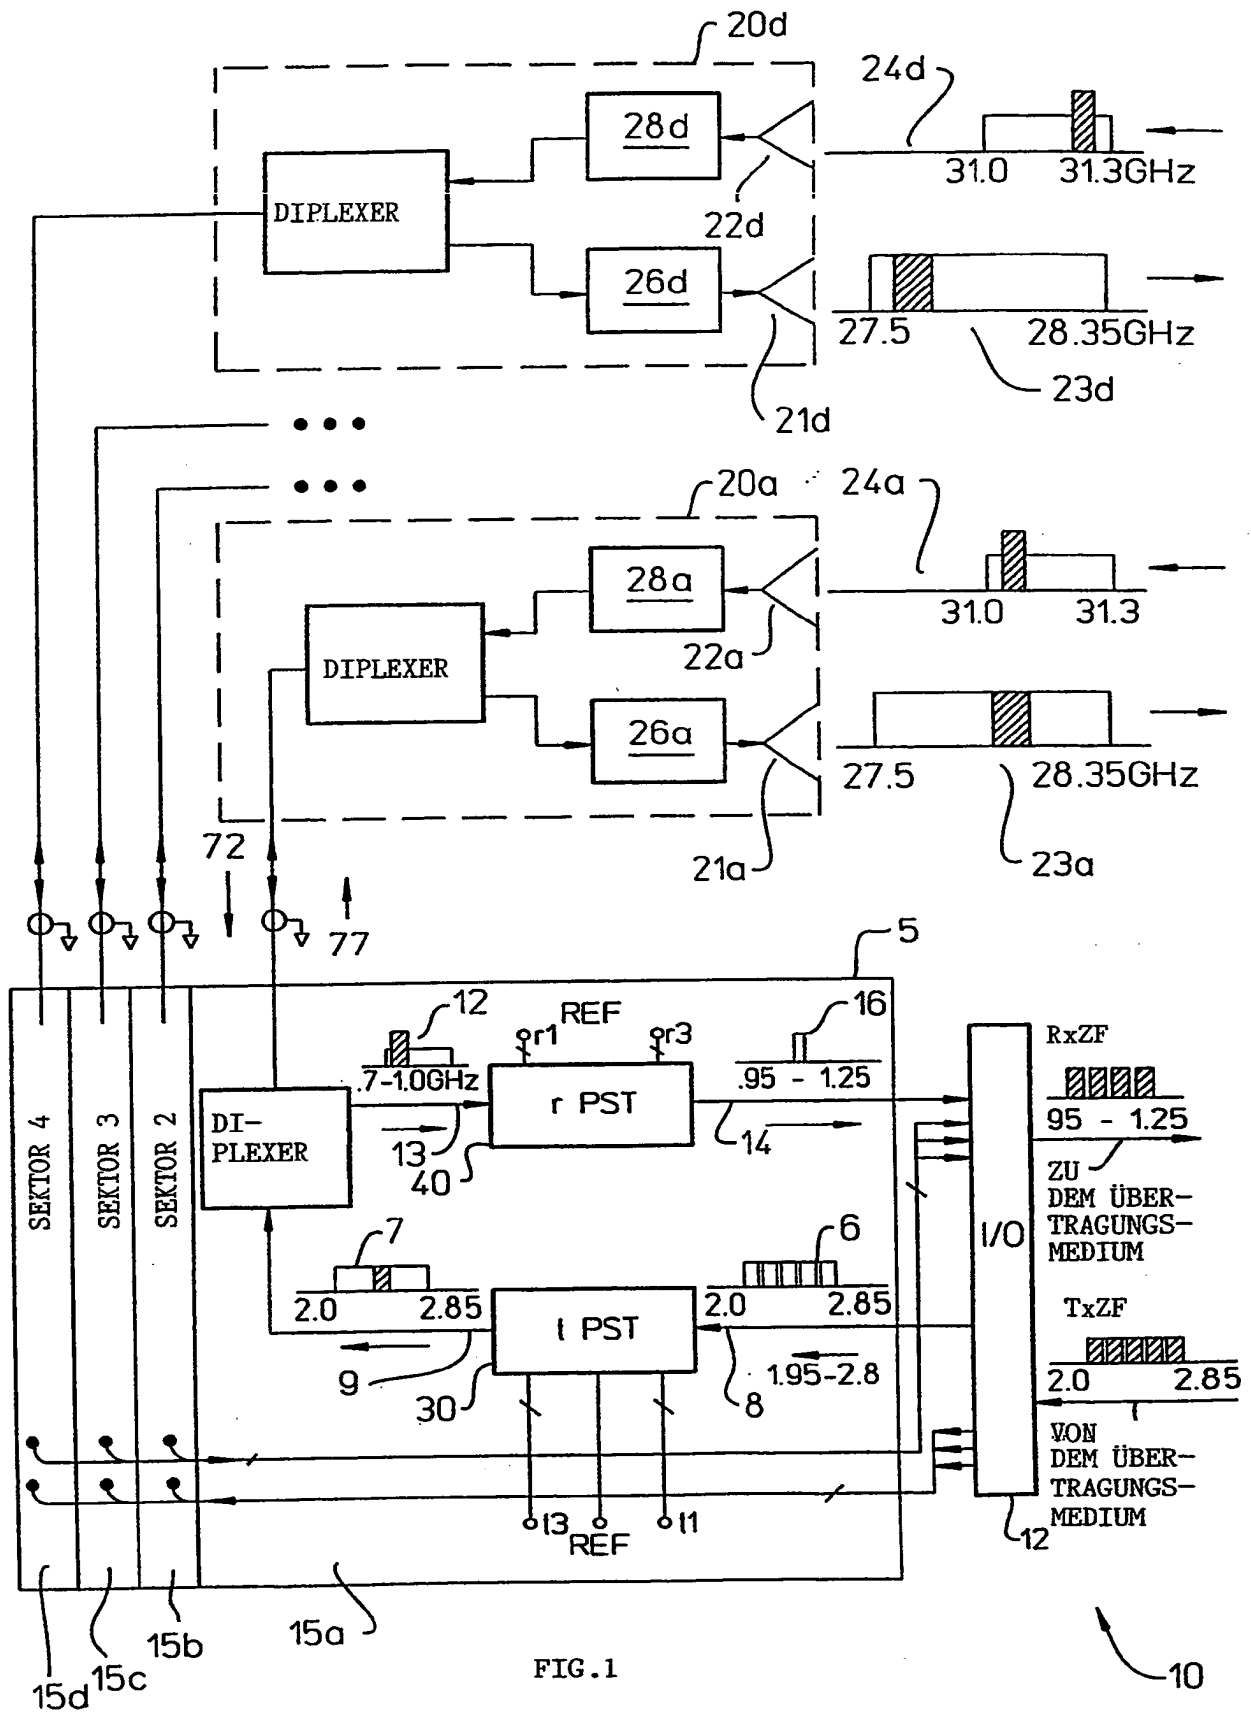 20d
24d
28d
31.0
31.3GHz
DIPLEXER
22d
26d
27.5
28.35GHz
23d
21d
20a
24a
28a
31.0
31.3
22a
DIPLEXER
26a
27.5
28.35GHz
21a
23a
72
77
5
12
REF
r1
r3
16
RxZF
.7-1.0GHz
.95 - 1.25
r PST
95 - 1.25
DI-
PLEXER
13
40
14
ZU
DEM ÜBER-
TRAGUNGS-
MEDIUM
SEKTOR 4
SEKTOR 3
SEKTOR 2
I/O
7
6
2.0
2.85
2.0
2.85
TxZF
l PST
2.0
2.85
9
30
8
1.95-2.8
VON
DEM ÜBER-
TRAGUNGS-
MEDIUM
l3
REF
l1
12
15d
15c
15b
15a
FIG.1
10